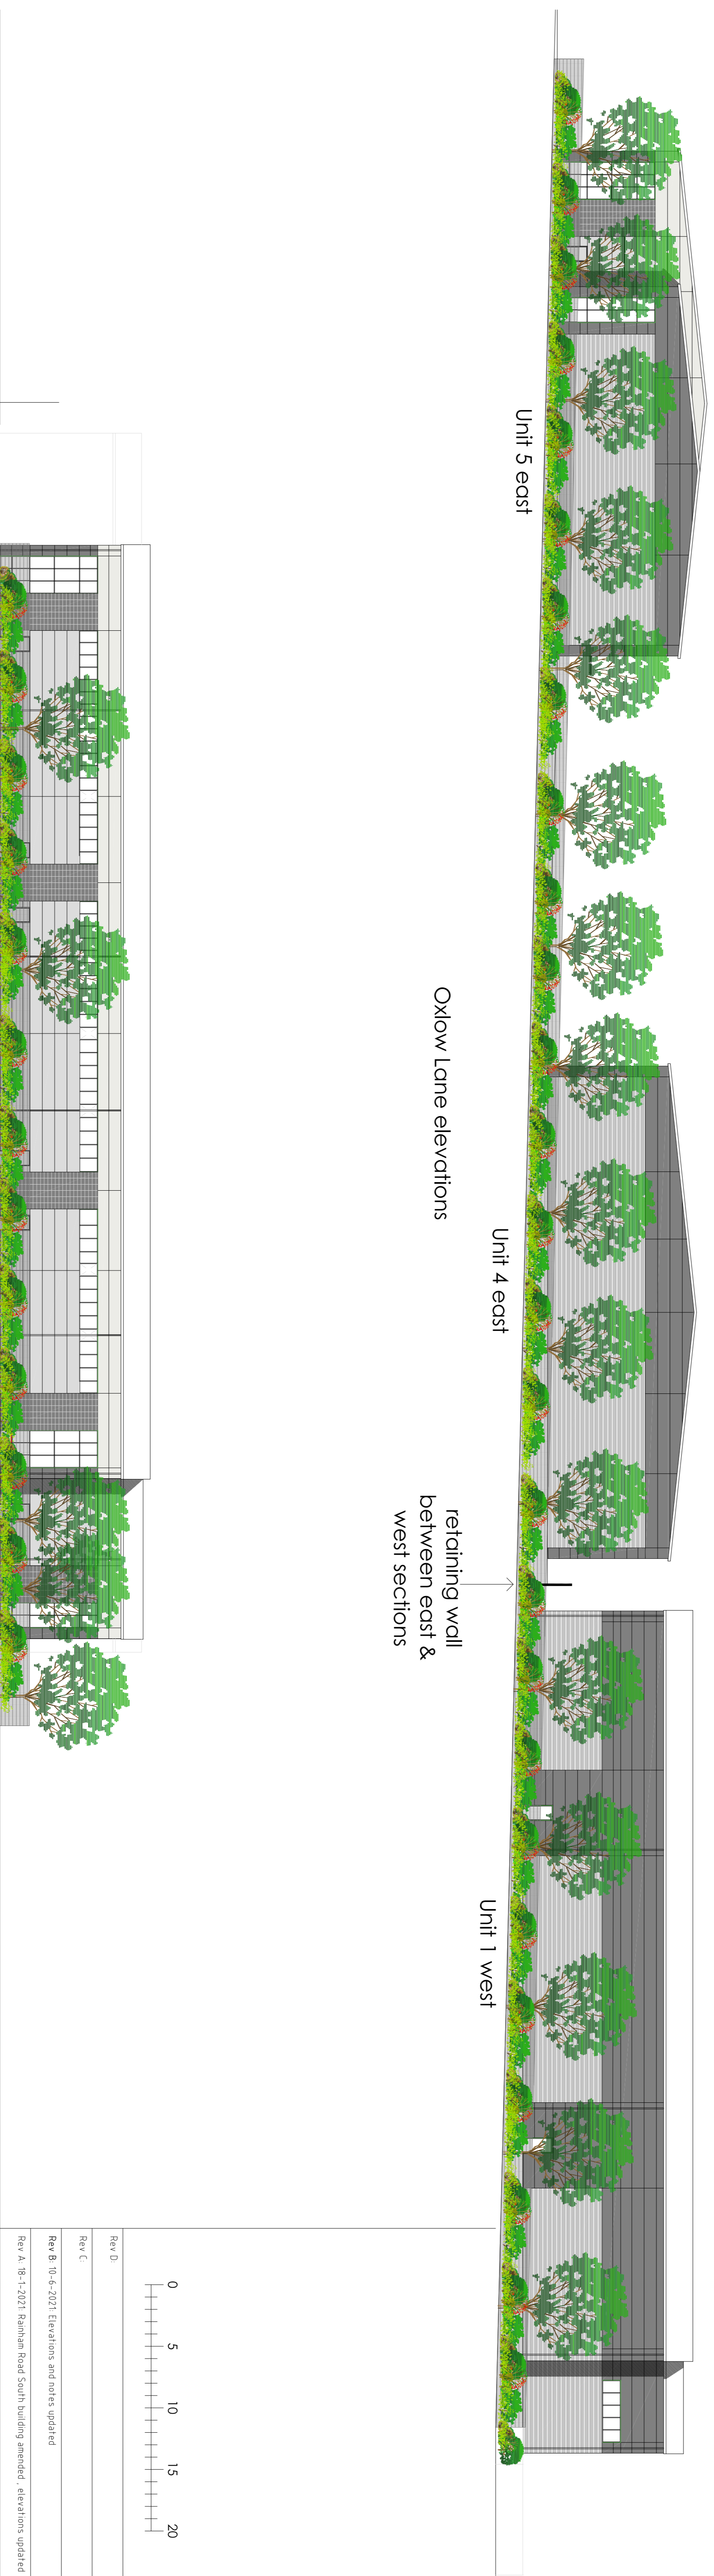 Unit 5 east
Oxlow Lane elevations
Unit 4 east
retaining wall
between east &
west sections
Unit 1 west
0 5 10 15 20
Rev D:
Rev C:
Rev B: 10-6-2021: Elevations and notes updated
Rev A: 18-1-2021: Rainham Road South building amended , elevations updated